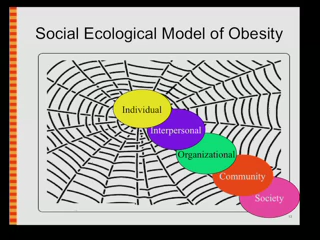 Social Ecological Model of Obesity
Individual
Interpersonal
Organizational
Community
Society